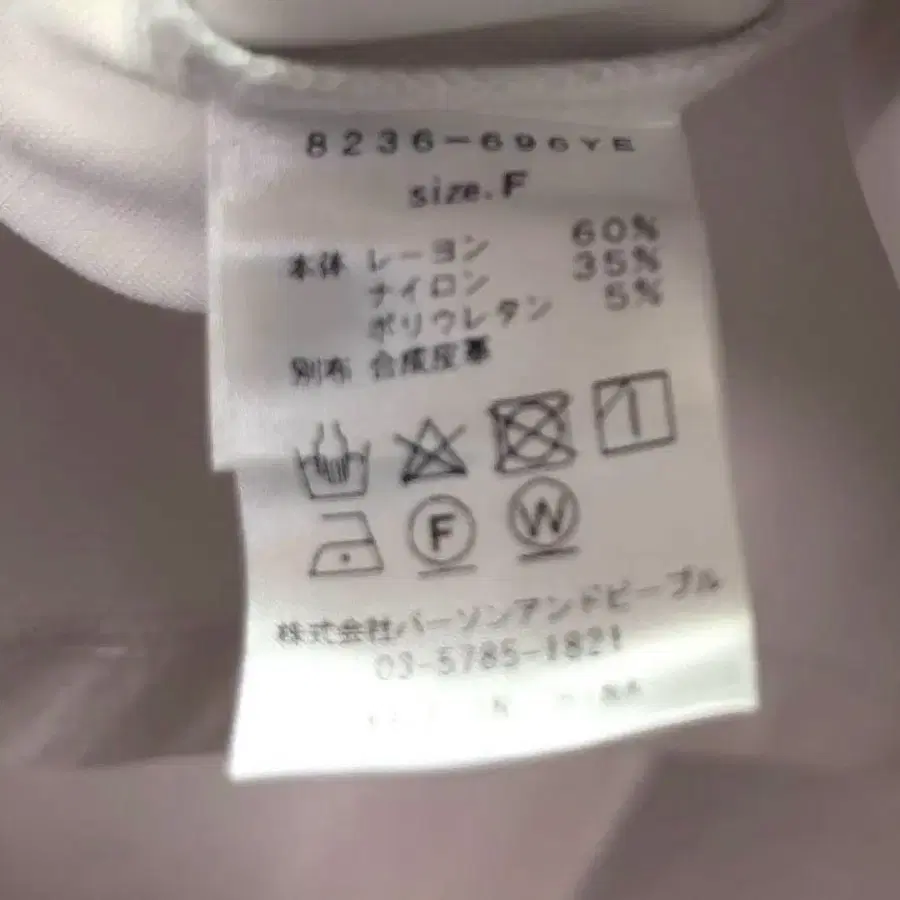 8236-696YE
size.F
本体 レーヨン 60%
ナイロン 35%
ポリウレタン 5%
別布 合成皮革
F W
株式会社パーソンアンドピープル
03-5785-1821